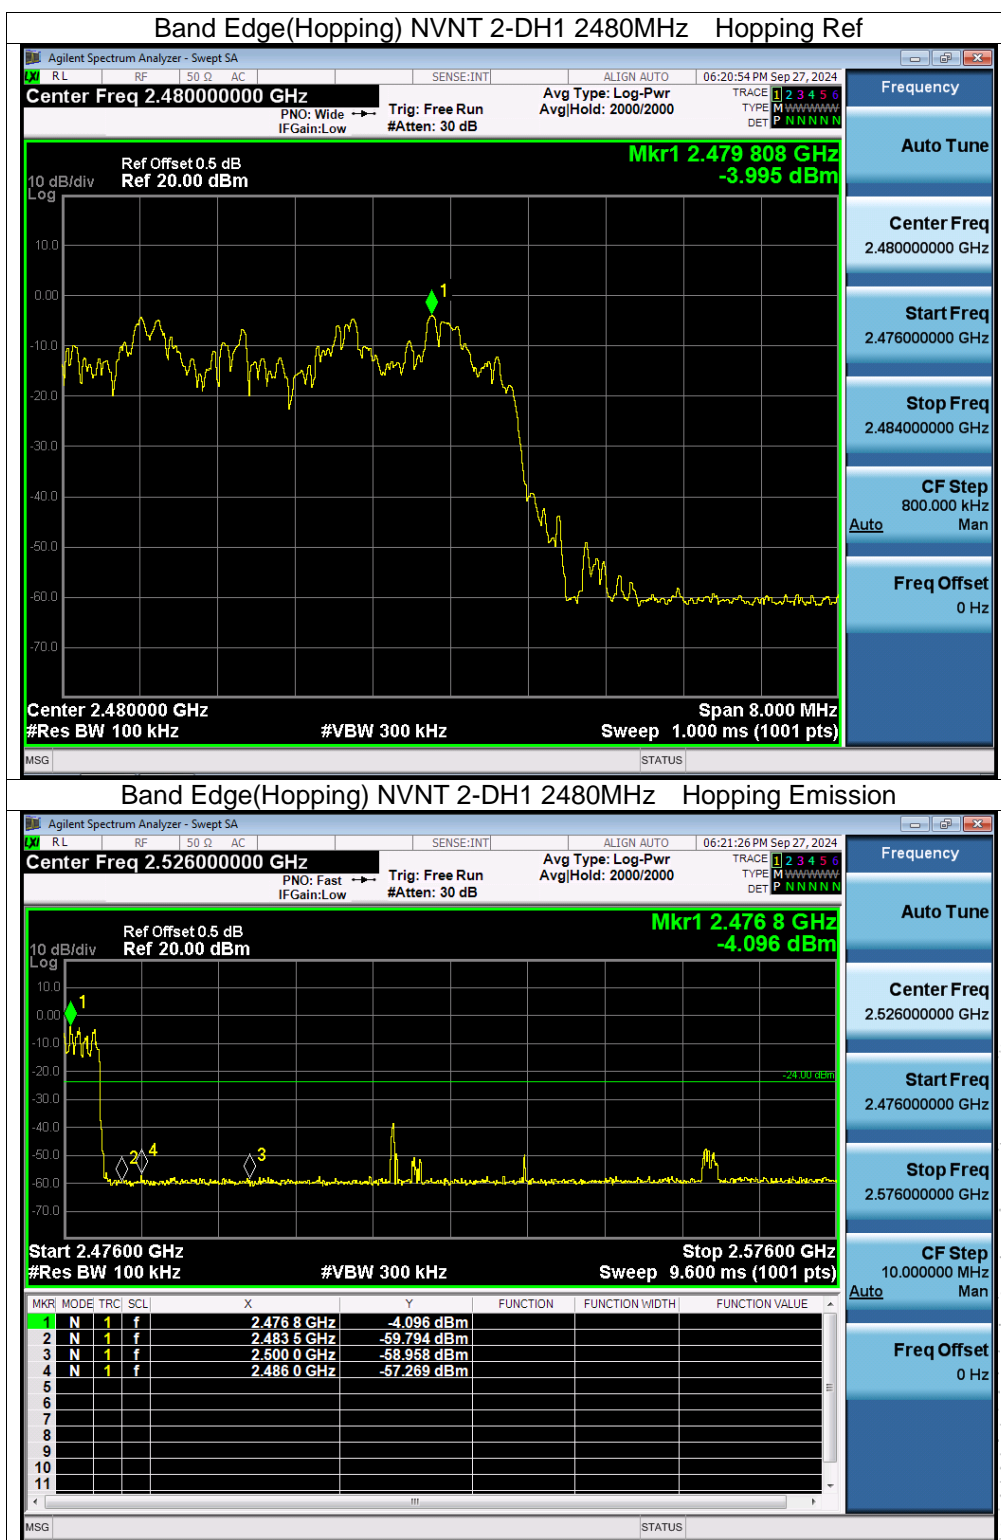 Band Edge(Hopping) NVNT 2-DH1 2480MHz Hopping Ref
Agilent Spectrum Analyzer - Swept SA
LXI RL RF 50 Ω AC SENSE:INT ALIGN AUTO 06:20:54 PM Sep 27, 2024
Center Freq 2.480000000 GHz
PNO: Wide
IFGain:Low
Trig: Free Run
#Atten: 30 dB
Avg Type: Log-Pwr
Avg|Hold: 2000/2000
TRACE 1 2 3 4 5 6
TYPE M WWWWW
DET P N N N N N
Frequency
Auto Tune
Center Freq
2.480000000 GHz
Start Freq
2.476000000 GHz
Stop Freq
2.484000000 GHz
CF Step
800.000 kHz
Auto Man
Freq Offset
0 Hz
Mkr1 2.479 808 GHz
-3.995 dBm
Ref Offset 0.5 dB
10 dB/div Ref 20.00 dBm
Log
10.0
0.00
-10.0
-20.0
-30.0
-40.0
-50.0
-60.0
-70.0
1
Center 2.480000 GHz Span 8.000 MHz
#Res BW 100 kHz #VBW 300 kHz Sweep 1.000 ms (1001 pts)
MSG STATUS
Band Edge(Hopping) NVNT 2-DH1 2480MHz Hopping Emission
Agilent Spectrum Analyzer - Swept SA
LXI RL RF 50 Ω AC SENSE:INT ALIGN AUTO 06:21:26 PM Sep 27, 2024
Center Freq 2.526000000 GHz
PNO: Fast
IFGain:Low
Trig: Free Run
#Atten: 30 dB
Avg Type: Log-Pwr
Avg|Hold: 2000/2000
TRACE 1 2 3 4 5 6
TYPE M WWWWW
DET P N N N N N
Frequency
Auto Tune
Center Freq
2.526000000 GHz
Start Freq
2.476000000 GHz
Stop Freq
2.576000000 GHz
CF Step
10.000000 MHz
Auto Man
Freq Offset
0 Hz
Mkr1 2.476 8 GHz
-4.096 dBm
Ref Offset 0.5 dB
10 dB/div Ref 20.00 dBm
Log
10.0
0.00
-10.0
-20.0
-30.0
-40.0
-50.0
-60.0
-70.0
1
-24.00 dBm
2 4 3
Start 2.47600 GHz Stop 2.57600 GHz
#Res BW 100 kHz #VBW 300 kHz Sweep 9.600 ms (1001 pts)
MKR MODE TRC SCL X Y FUNCTION FUNCTION WIDTH FUNCTION VALUE
1 N 1 f 2.476 8 GHz -4.096 dBm
2 N 1 f 2.483 5 GHz -59.794 dBm
3 N 1 f 2.500 0 GHz -58.958 dBm
4 N 1 f 2.486 0 GHz -57.269 dBm
5
6
7
8
9
10
11
MSG STATUS